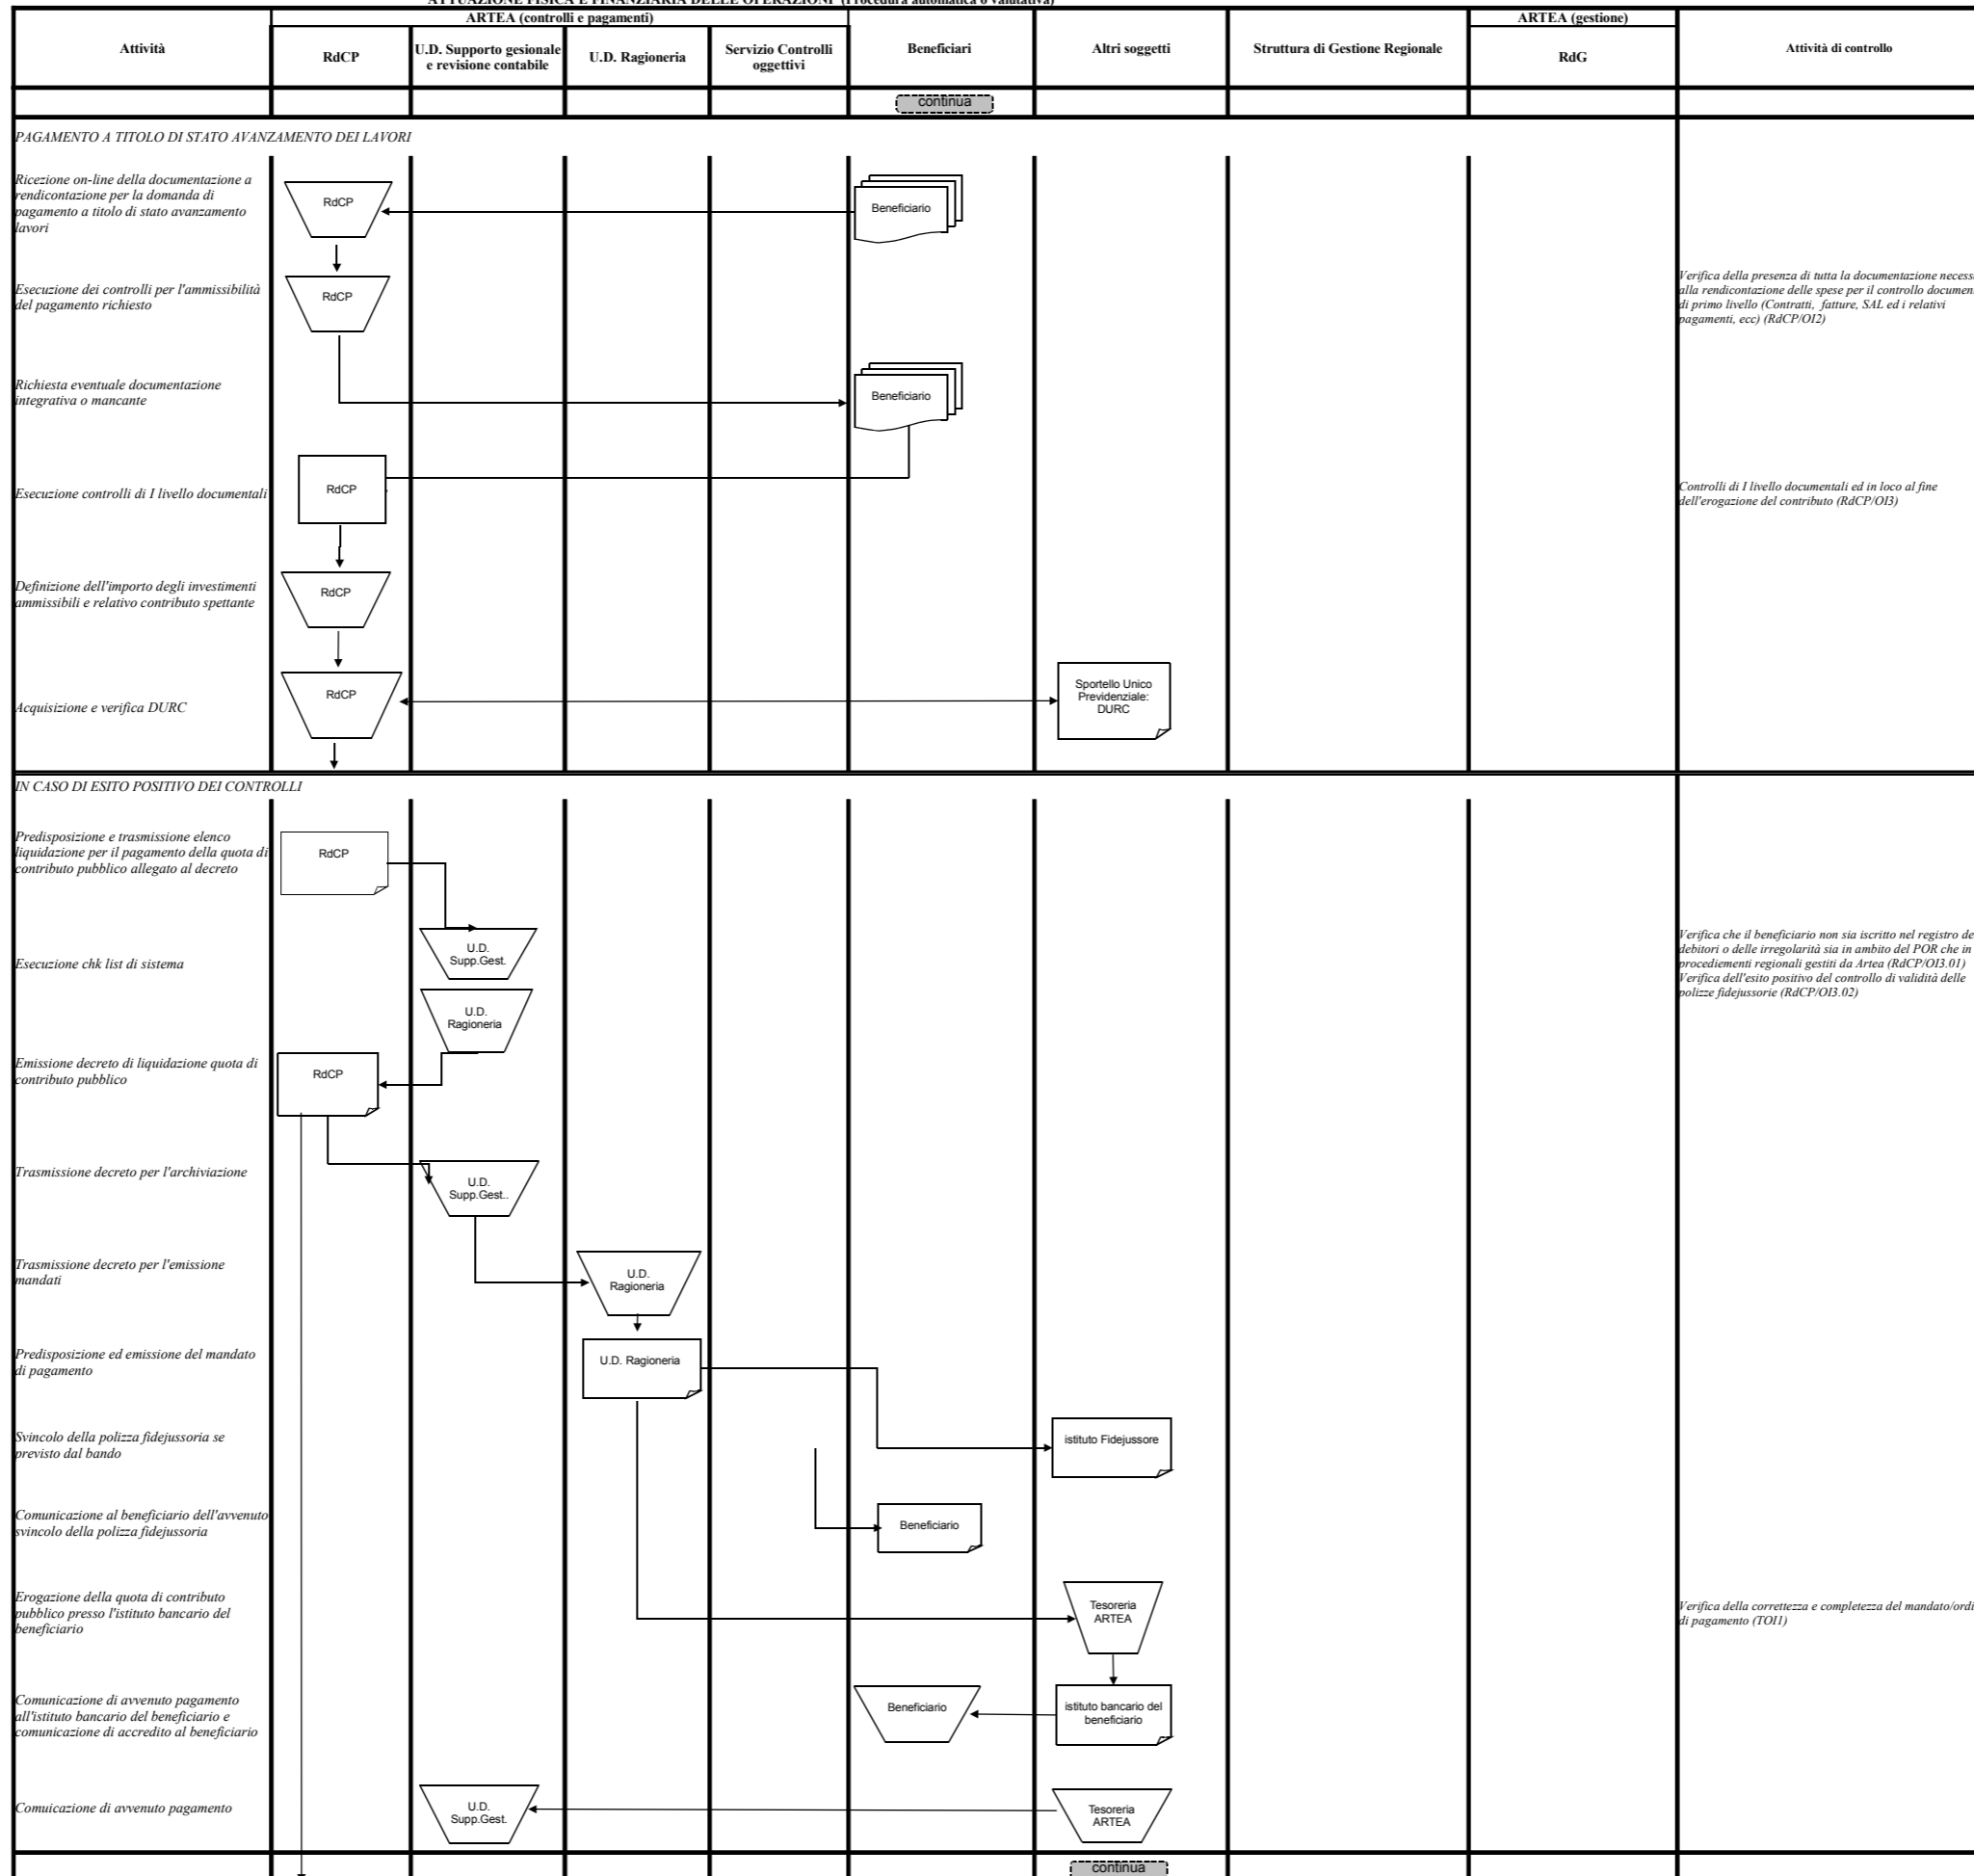 ATTUAZIONE FISICA E FINANZIARIA DELLE OPERAZIONI (Procedura automatica o valutativa)
ARTEA (controlli e pagamenti)
ARTEA (gestione)
Attività
RdCP
U.D. Supporto gesionale
e revisione contabile
U.D. Ragioneria
Servizio Controlli
oggettivi
Beneficiari
Altri soggetti
Struttura di Gestione Regionale
RdG
Attività di controllo
continua
PAGAMENTO A TITOLO DI STATO AVANZAMENTO DEI LAVORI
Ricezione on-line della documentazione a
rendicontazione per la domanda di
pagamento a titolo di stato avanzamento
lavori
RdCP
Beneficiario
Esecuzione dei controlli per l'ammissibilità
del pagamento richiesto
RdCP
Verifica della presenza di tutta la documentazione necess
alla rendicontazione delle spese per il controllo documen
di primo livello (Contratti, fatture, SAL ed i relativi
pagamenti, ecc) (RdCP/OI2)
Richiesta eventuale documentazione
integrativa o mancante
Beneficiario
Esecuzione controlli di I livello documentali
RdCP
Controlli di I livello documentali ed in loco al fine
dell'erogazione del contributo (RdCP/OI3)
Definizione dell'importo degli investimenti
ammissibili e relativo contributo spettante
RdCP
Acquisizione e verifica DURC
RdCP
Sportello Unico
Previdenziale:
DURC
IN CASO DI ESITO POSITIVO DEI CONTROLLI
Predisposizione e trasmissione elenco
liquidazione per il pagamento della quota di
contributo pubblico allegato al decreto
RdCP
Esecuzione chk list di sistema
U.D.
Supp.Gest.
Verifica che il beneficiario non sia iscritto nel registro de
debitori o delle irregolarità sia in ambito del POR che in
procediementi regionali gestiti da Artea (RdCP/OI3.01)
Verifica dell'esito positivo del controllo di validità delle
polizze fidejussorie (RdCP/OI3.02)
U.D.
Ragioneria
Emissione decreto di liquidazione quota di
contributo pubblico
RdCP
Trasmissione decreto per l'archiviazione
U.D.
Supp.Gest..
Trasmissione decreto per l'emissione
mandati
U.D.
Ragioneria
Predisposizione ed emissione del mandato
di pagamento
U.D. Ragioneria
Svincolo della polizza fidejussoria se
previsto dal bando
istituto Fidejussore
Comunicazione al beneficiario dell'avvenuto
svincolo della polizza fidejussoria
Beneficiario
Erogazione della quota di contributo
pubblico presso l'istituto bancario del
beneficiario
Tesoreria
ARTEA
Verifica della correttezza e completezza del mandato/ordi
di pagamento (TOI1)
Comunicazione di avvenuto pagamento
all'istituto bancario del beneficiario e
comunicazione di accredito al beneficiario
Beneficiario
istituto bancario del
beneficiario
Comuicazione di avvenuto pagamento
U.D.
Supp.Gest.
Tesoreria
ARTEA
continua